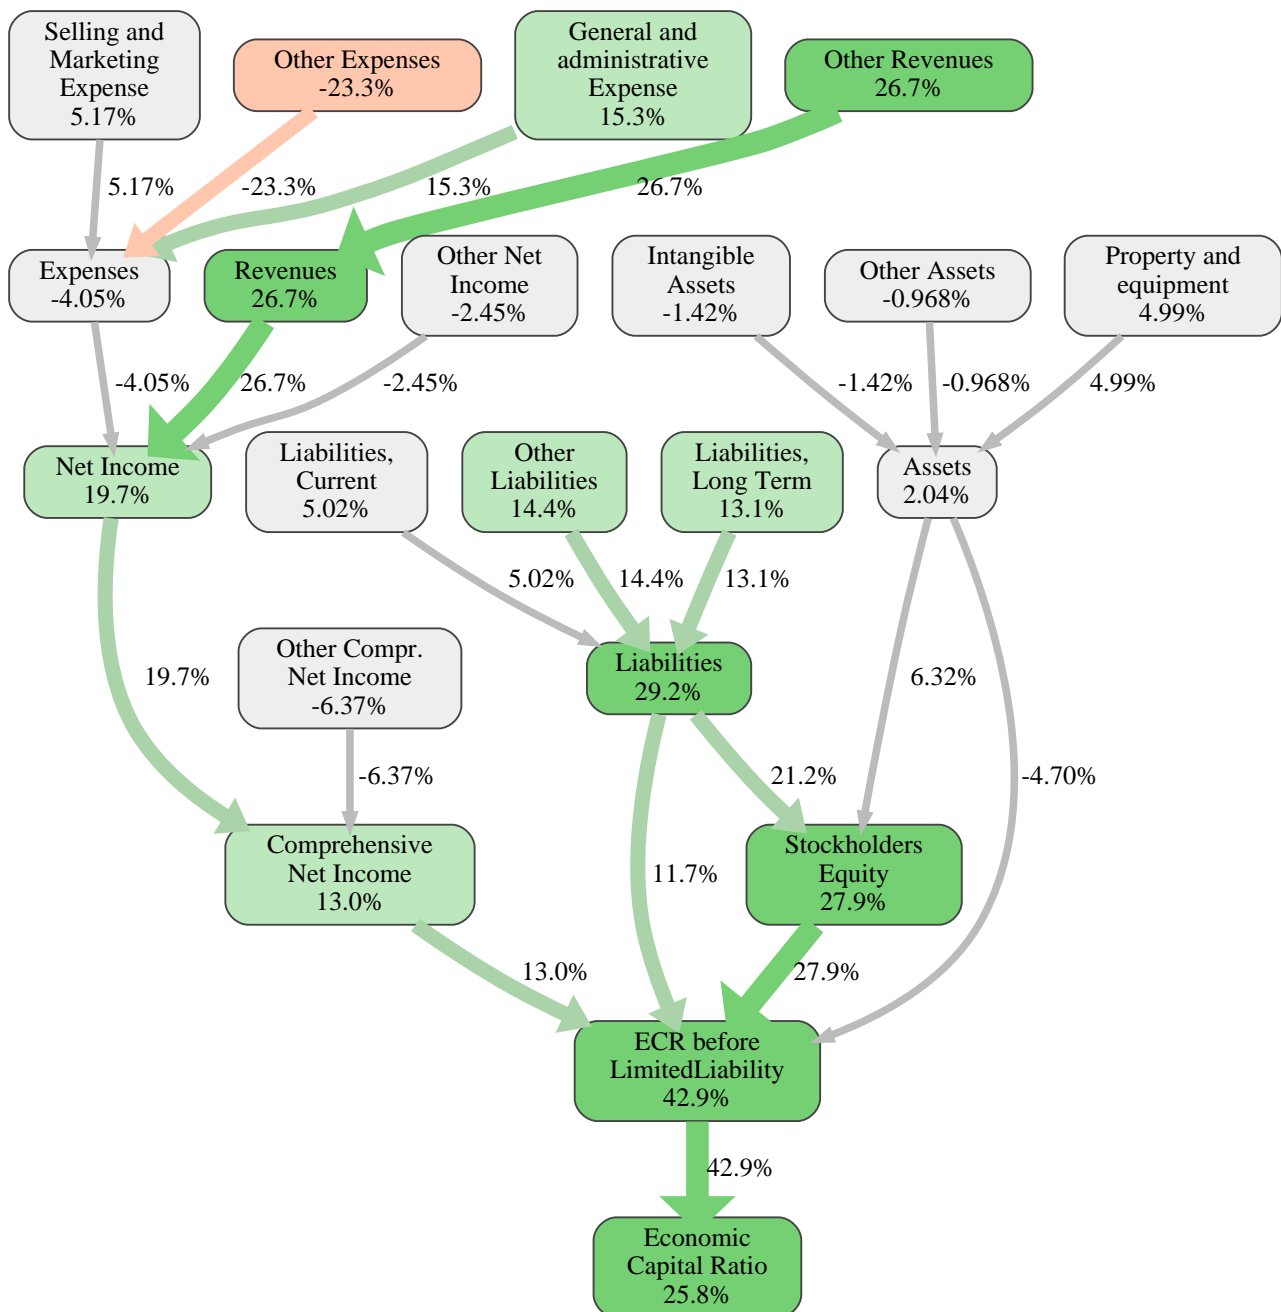 Selling and
Marketing
Expense
5.17%
Other Expenses
-23.3%
General and
administrative
Expense
15.3%
Other Revenues
26.7%
5.17%
-23.3%
15.3%
26.7%
Expenses
-4.05%
Revenues
26.7%
Other Net
Income
-2.45%
Intangible
Assets
-1.42%
Other Assets
-0.968%
Property and
equipment
4.99%
-4.05%
26.7%
-2.45%
-1.42%
-0.968%
4.99%
Net Income
19.7%
Liabilities,
Current
5.02%
Other
Liabilities
14.4%
Liabilities,
Long Term
13.1%
Assets
2.04%
5.02%
14.4%
13.1%
19.7%
Other Compr.
Net Income
-6.37%
Liabilities
29.2%
6.32%
-6.37%
21.2%
-4.70%
Comprehensive
Net Income
13.0%
11.7%
Stockholders
Equity
27.9%
13.0%
27.9%
ECR before
LimitedLiability
42.9%
42.9%
Economic
Capital Ratio
25.8%